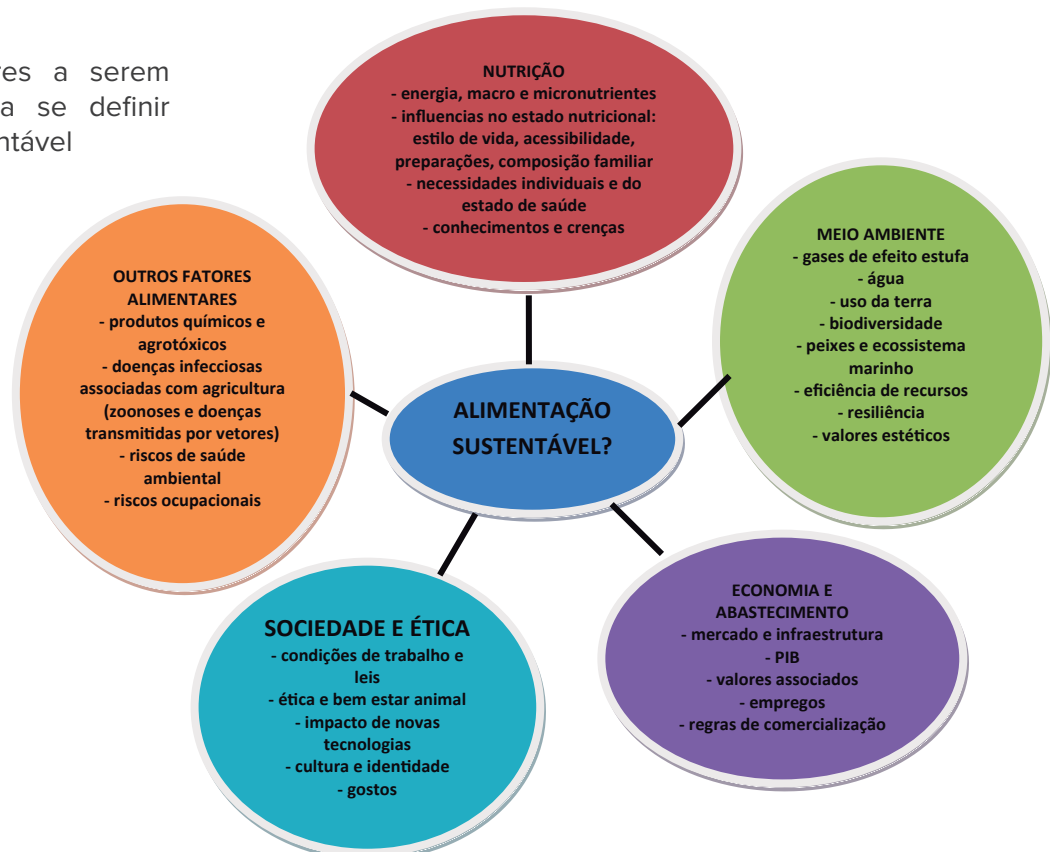 res a serem
a se definir
ntável
NUTRIÇÃO
- energia, macro e micronutrientes
- influencias no estado nutricional:
estilo de vida, acessibilidade,
preparações, composição familiar
- necessidades individuais e do
estado de saúde
- conhecimentos e crenças
MEIO AMBIENTE
- gases de efeito estufa
- água
- uso da terra
- biodiversidade
- peixes e ecossistema
marinho
- eficiência de recursos
- resiliência
- valores estéticos
OUTROS FATORES
ALIMENTARES
- produtos químicos e
agrotóxicos
- doenças infecciosas
associadas com agricultura
(zoonoses e doenças
transmitidas por vetores)
- riscos de saúde
ambiental
- riscos ocupacionais
ALIMENTAÇÃO
SUSTENTÁVEL?
SOCIEDADE E ÉTICA
- condições de trabalho e
leis
- ética e bem estar animal
- impacto de novas
tecnologias
- cultura e identidade
- gostos
ECONOMIA E
ABASTECIMENTO
- mercado e infraestrutura
- PIB
- valores associados
- empregos
- regras de comercialização